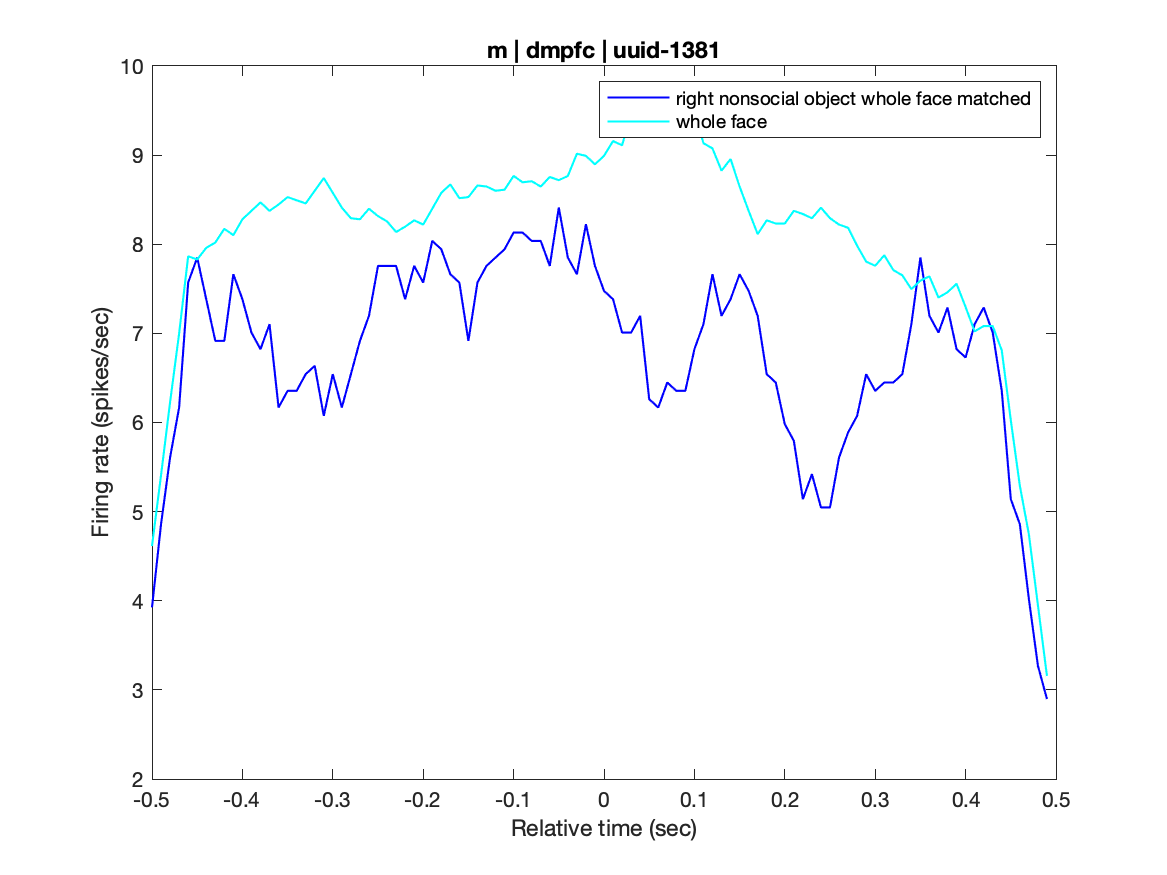 m | dmpfc | uuid-1381
right nonsocial object whole face matched
whole face
10
9
8
7
6
5
4
3
2
Firing rate (spikes/sec)
-0.5 -0.4 -0.3 -0.2 -0.1 0 0.1 0.2 0.3 0.4 0.5
Relative time (sec)